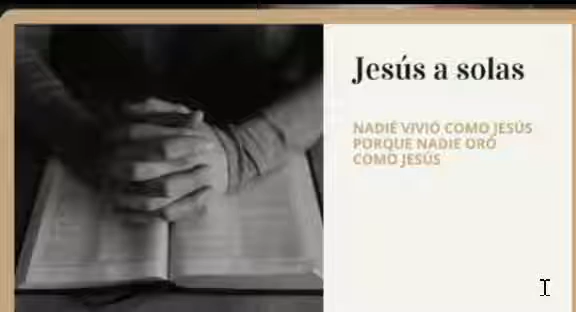 Jesús a solas
NADIE VIVIÓ COMO JESÚS
PORQUE NADIE ORÓ
COMO JESÚS